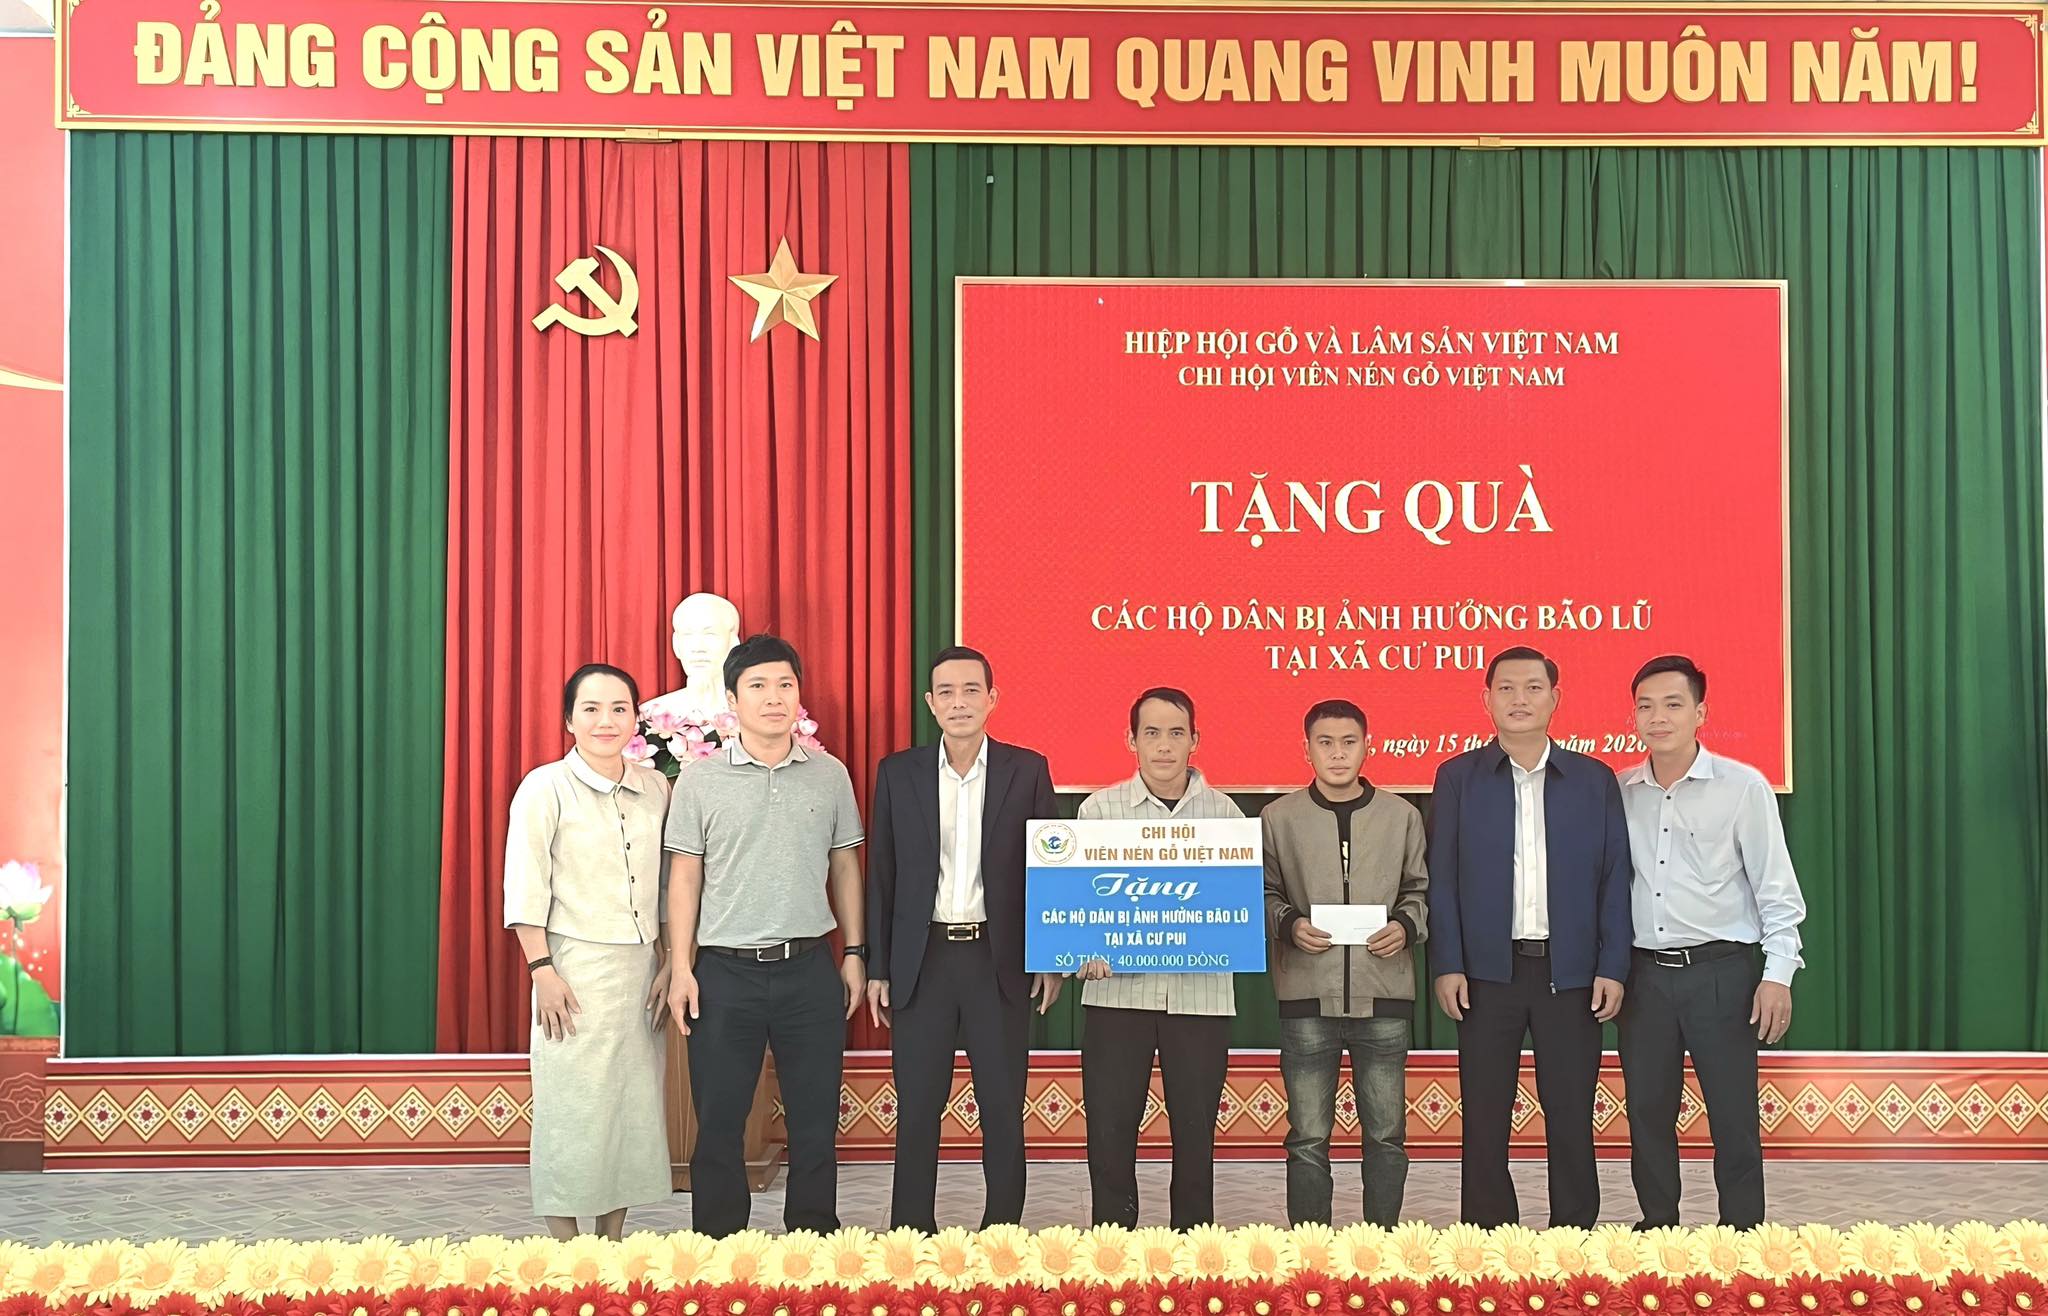 ĐẢNG CỘNG SẢN VIỆT NAM QUANG VINH MUÔN NĂM!
HIỆP HỘI GỖ VÀ LÂM SẢN VIỆT NAM
CHI HỘI VIÊN NÉN GỖ VIỆT NAM
TẶNG QUÀ
CÁC HỘ DÂN BỊ ẢNH HƯỞNG BÃO LŨ
TẠI XÃ CƯ PUI
ngày 15 năm 2026
CHI HỘI
VIÊN NÉN GỖ VIỆT NAM
Tặng
CÁC HỘ DÂN BỊ ẢNH HƯỞNG BÃO LŨ
TẠI XÃ CƯ PUI
SỐ TIỀN: 40.000.000 ĐỒNG